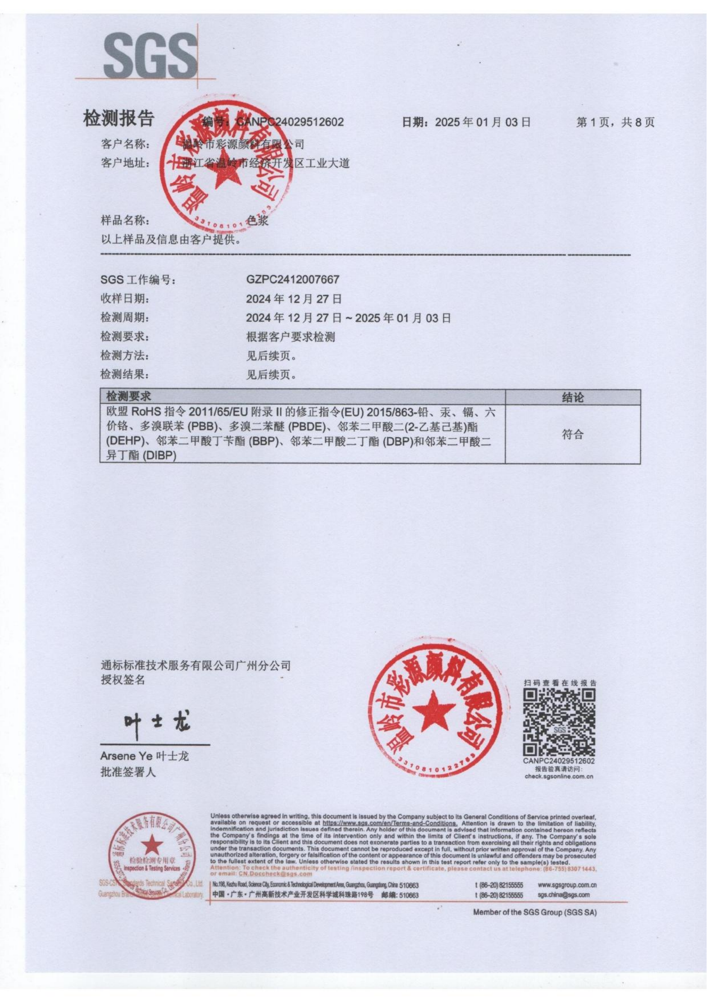 SGS
检测报告 编号：CANPC24029512602 日期：2025 年 01 月 03 日 第 1 页，共 8 页
客户名称： 温岭市彩源颜料有限公司
客户地址： 浙江省温岭市经济开发区工业大道
温岭市彩源颜料有限公司
样品名称： 色浆
以上样品及信息由客户提供。
SGS 工作编号： GZPC2412007667
收样日期： 2024 年 12 月 27 日
检测周期： 2024 年 12 月 27 日 ~ 2025 年 01 月 03 日
检测要求： 根据客户要求检测
检测方法： 见后续页。
检测结果： 见后续页。
检测要求 结论
欧盟 RoHS 指令 2011/65/EU 附录 II 的修正指令(EU) 2015/863-铅、汞、镉、六
价铬、多溴联苯 (PBB)、多溴二苯醚 (PBDE)、邻苯二甲酸二(2-乙基己基)酯
(DEHP)、邻苯二甲酸丁苄酯 (BBP)、邻苯二甲酸二丁酯 (DBP)和邻苯二甲酸二
异丁酯 (DIBP)
符合
通标标准技术服务有限公司广州分公司
授权签名
叶士龙
Arsene Ye 叶士龙
批准签署人
温岭市彩源颜料有限公司
3310810122783
扫码查看在线报告
SGS
CANPC24029512602
报告验真请访问：
check.sgsonline.com.cn
通标标准技术服务有限公司广州分公司
检验检测专用章
Inspection & Testing Services
Unless otherwise agreed in writing, this document is issued by the Company subject to its General Conditions of Service printed overleaf,
available on request or accessible at https://www.sgs.com/en/Terms-and-Conditions. Attention is drawn to the limitation of liability,
indemnification and jurisdiction issues defined therein. Any holder of this document is advised that information contained hereon reflects
the Company's findings at the time of its intervention only and within the limits of Client's instructions, if any. The Company's sole
responsibility is to its Client and this document does not exonerate parties to a transaction from exercising all their rights and obligations
under the transaction documents. This document cannot be reproduced except in full, without prior written approval of the Company. Any
unauthorized alteration, forgery or falsification of the content or appearance of this document is unlawful and offenders may be prosecuted
to the fullest extent of the law. Unless otherwise stated the results shown in this test report refer only to the sample(s) tested.
Attention: To check the authenticity of testing /inspection report & certificate, please contact us at telephone: (86-755) 8307 1443,
or email: CN.Doccheck@sgs.com
No.198, Kezhu Road, Science City, Economic & Technological Development Area, Guangzhou, Guangdong, China 510663 t (86-20) 82155555 www.sgsgroup.com.cn
中国・广东・广州高新技术产业开发区科学城科珠路198号 邮编: 510663 t (86-20) 82155555 sgs.china@sgs.com
Member of the SGS Group (SGS SA)